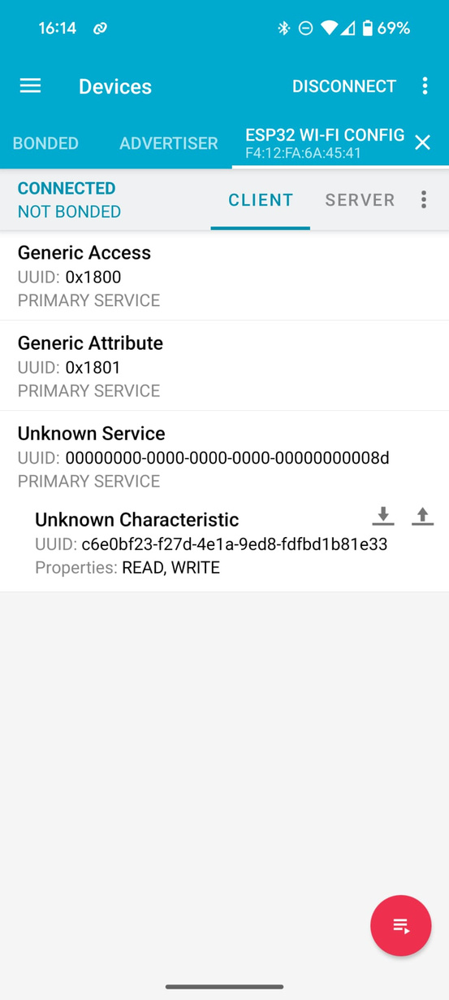 16:14
69%
Devices
DISCONNECT
BONDED
ADVERTISER
ESP32 WI-FI CONFIG
F4:12:FA:6A:45:41
CONNECTED
NOT BONDED
CLIENT
SERVER
Generic Access
UUID: 0x1800
PRIMARY SERVICE
Generic Attribute
UUID: 0x1801
PRIMARY SERVICE
Unknown Service
UUID: 00000000-0000-0000-0000-00000000008d
PRIMARY SERVICE
Unknown Characteristic
UUID: c6e0bf23-f27d-4e1a-9ed8-fdfbd1b81e33
Properties: READ, WRITE